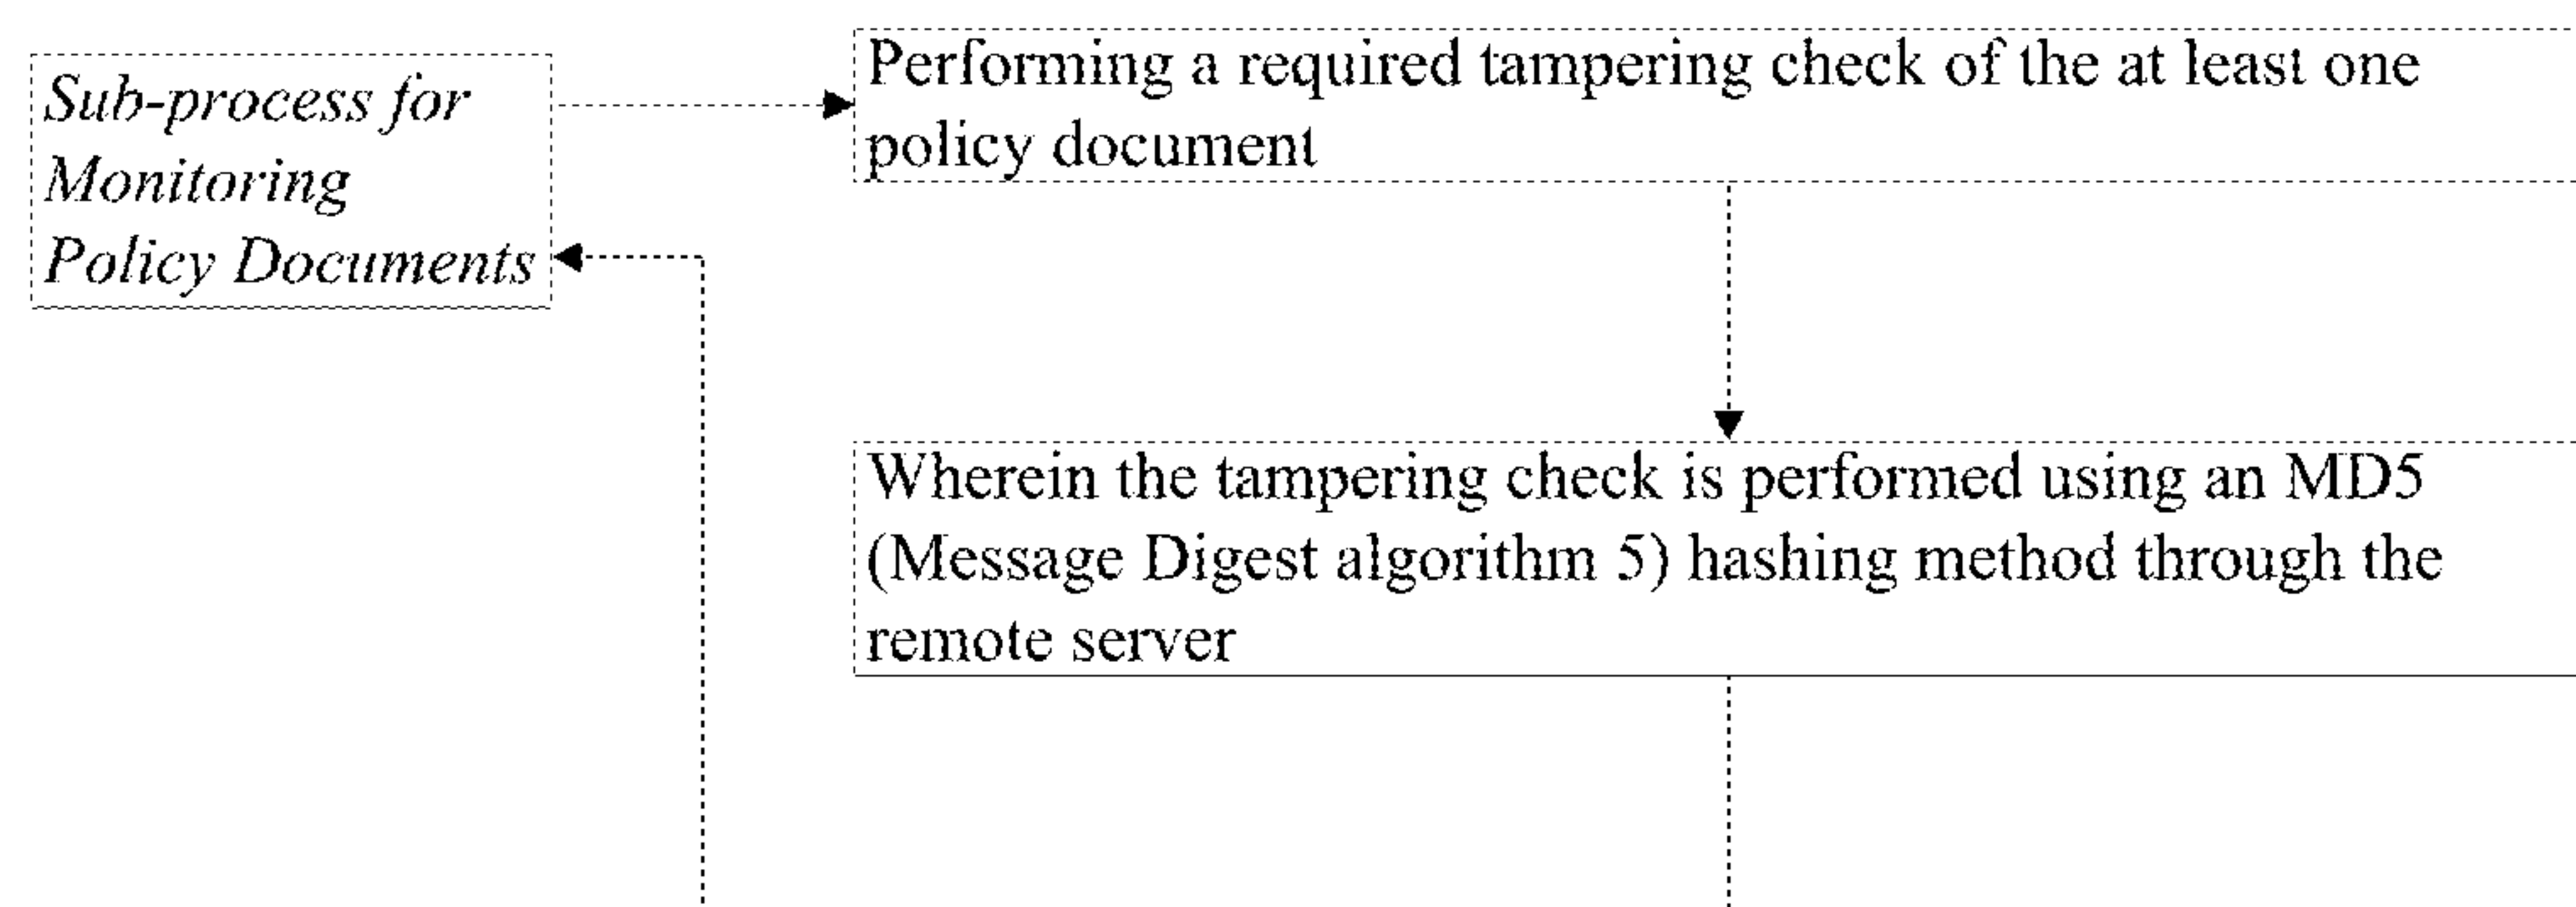 Sub-process for
Monitoring
Policy Documents
Performing a required tampering check of the at least one
policy document
Wherein the tampering check is performed using an MD5
(Message Digest algorithm 5) hashing method through the
remote server